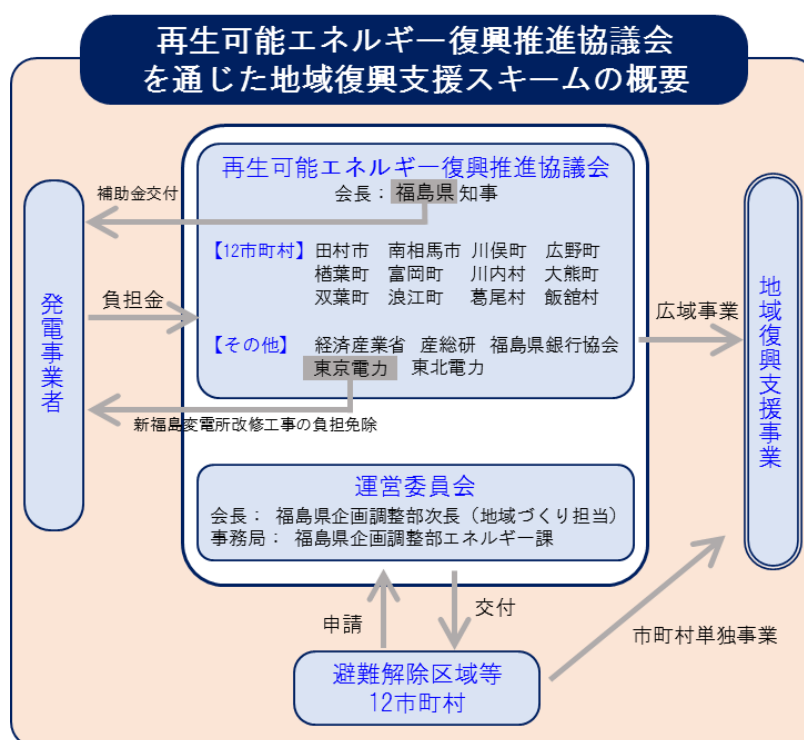 再生可能エネルギー復興推進協議会
を通じた地域復興支援スキームの概要
再生可能エネルギー復興推進協議会
会長：福島県知事
補助金交付
【12市町村】田村市 南相馬市 川俣町 広野町
楢葉町 富岡町 川内村 大熊町
双葉町 浪江町 葛尾村 飯舘村
発電事業者
負担金
【その他】 経済産業省 産総研 福島県銀行協会
東京電力 東北電力
広域事業
地域復興支援事業
新福島変電所改修工事の負担免除
運営委員会
会長： 福島県企画調整部次長（地域づくり担当）
事務局： 福島県企画調整部エネルギー課
申請
交付
市町村単独事業
避難解除区域等
12市町村